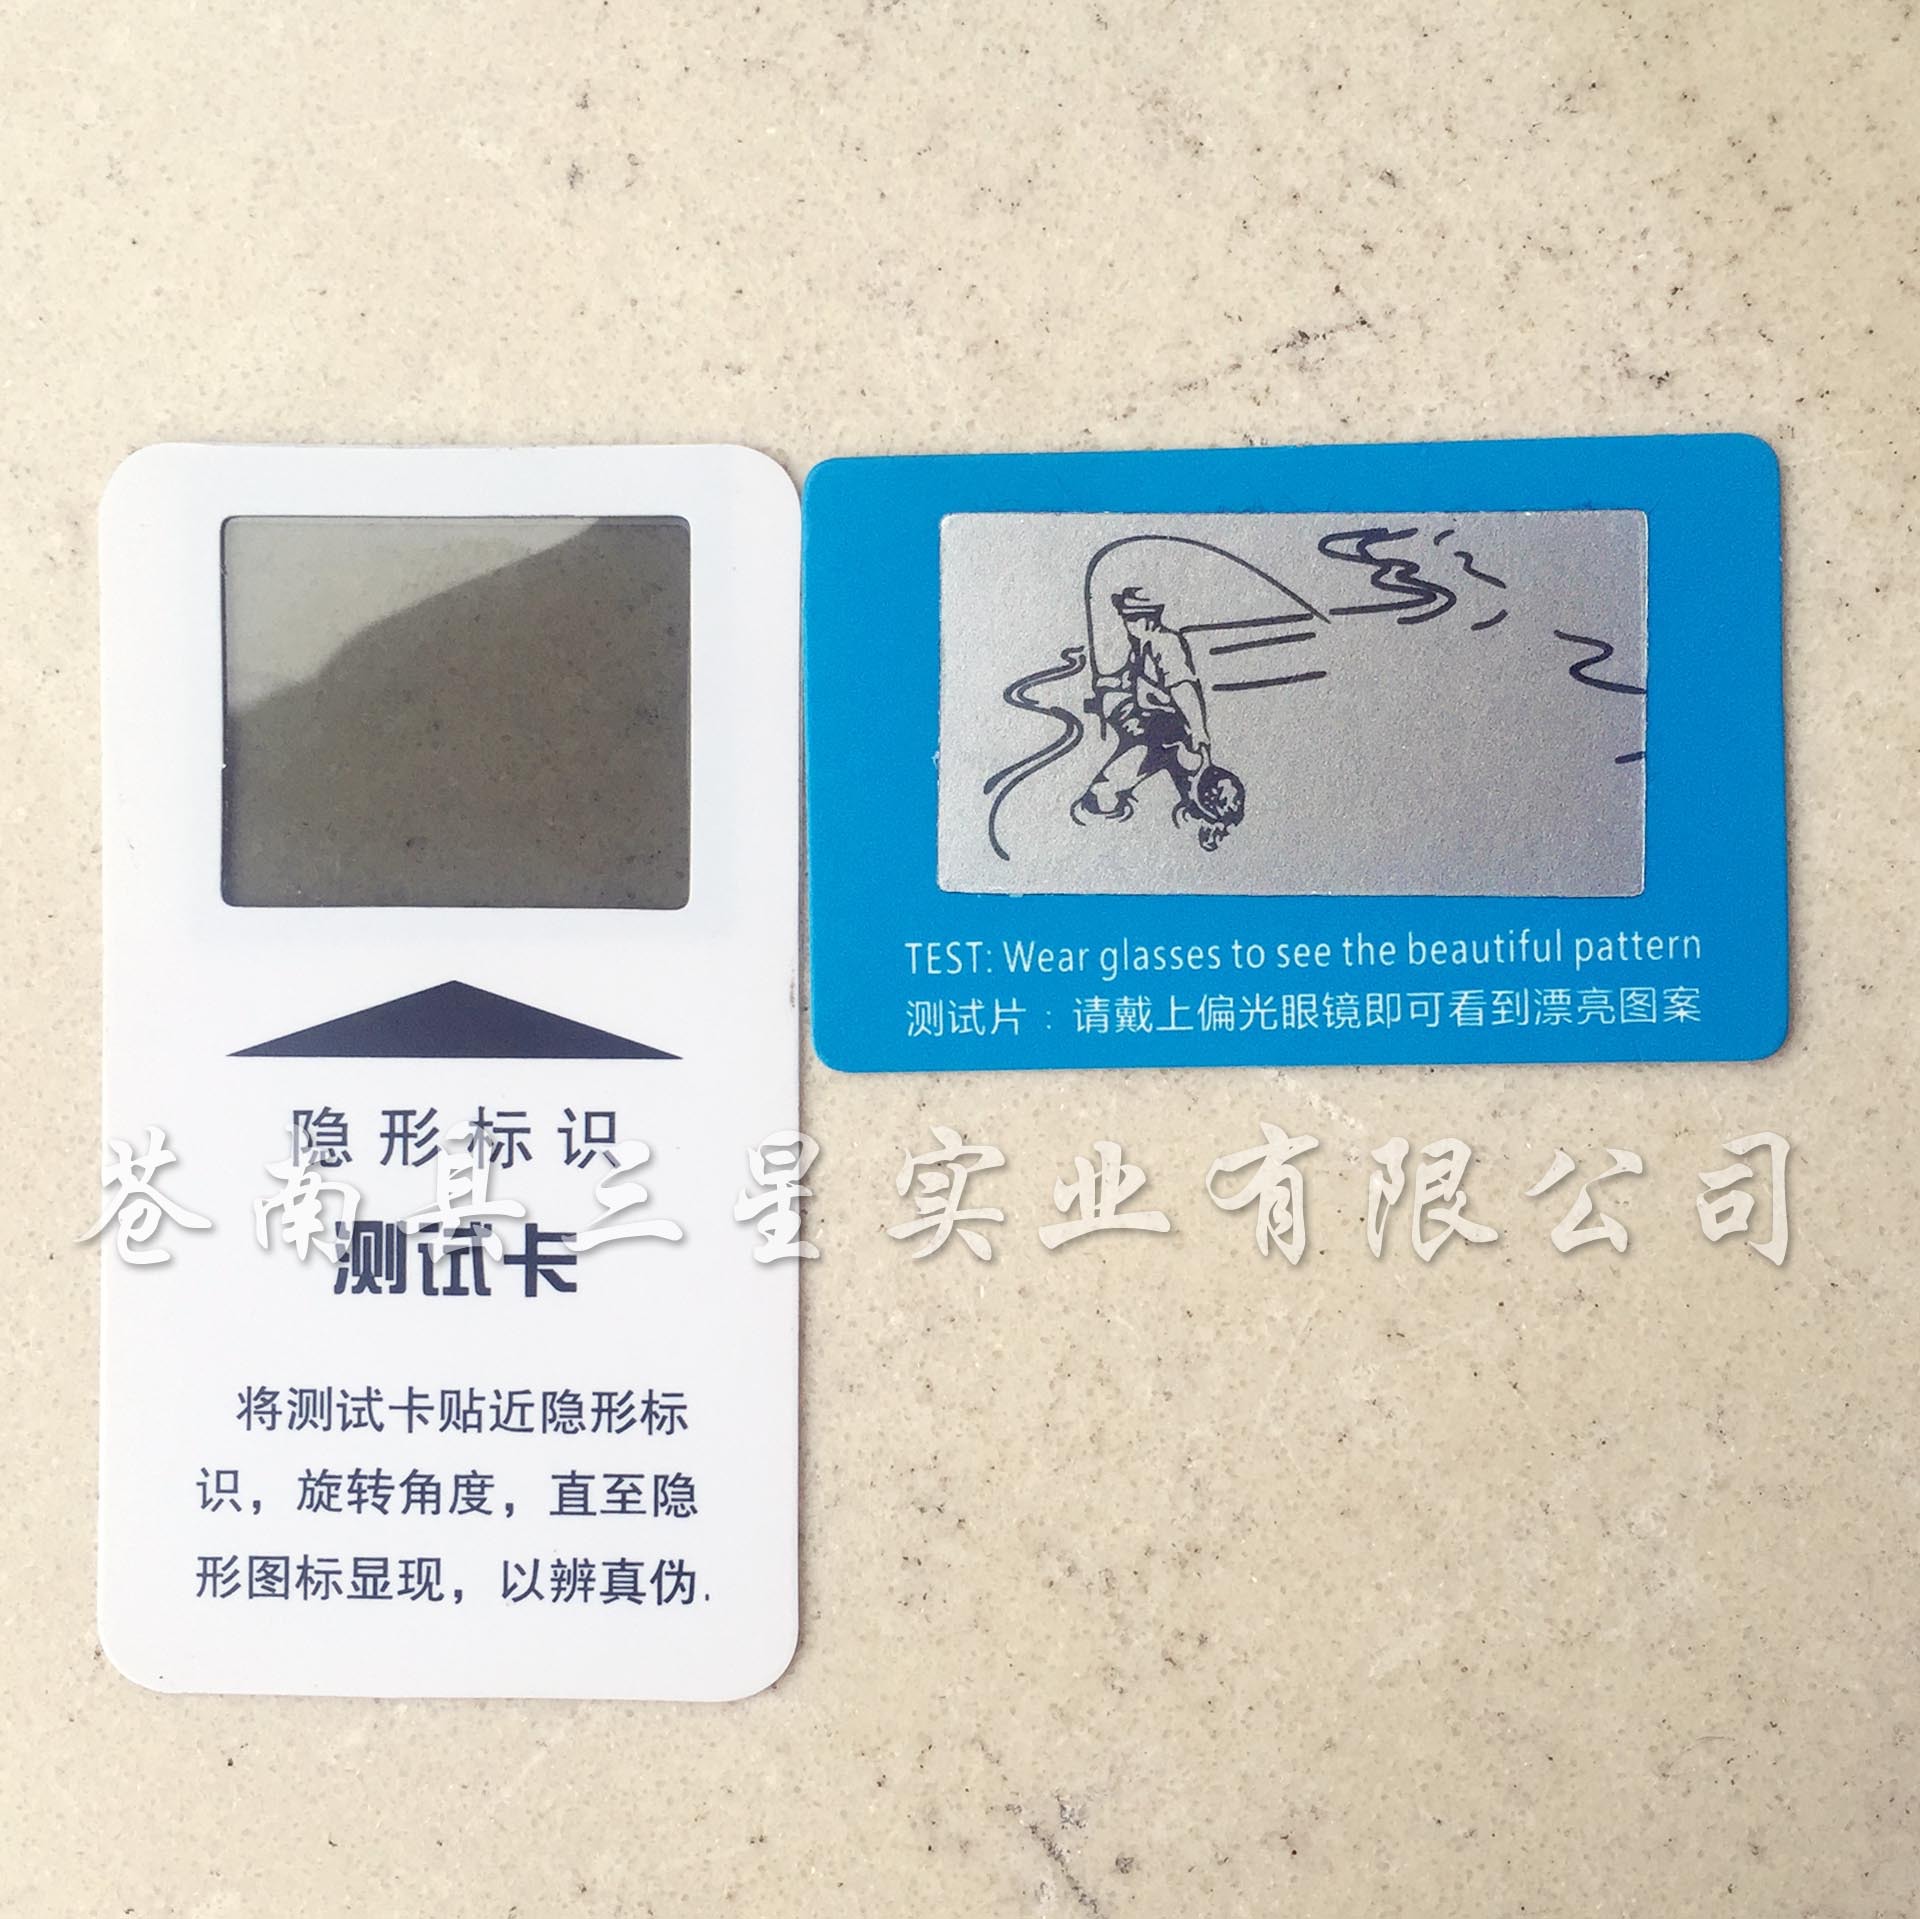 TEST: Wear glasses to see the beautiful pattern
测试片：请戴上偏光眼镜即可看到漂亮图案
隐形标识
苍南县三星实业有限公司
测试卡
将测试卡贴近隐形标
识，旋转角度，直至隐
形图标显现，以辨真伪.